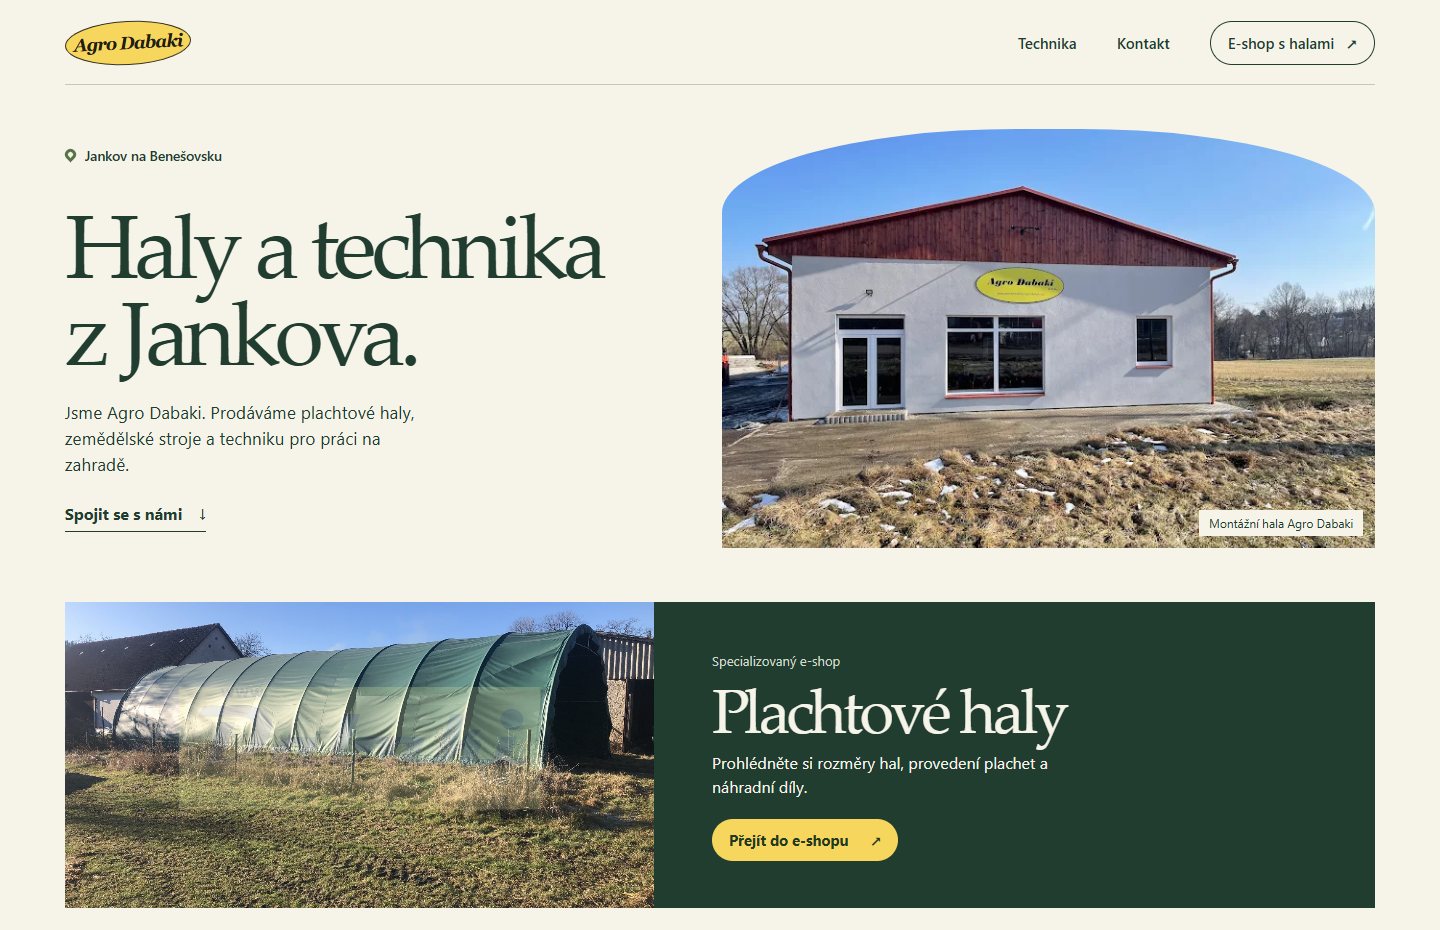 Agro Dabaki
Technika
Kontakt
E-shop s halami ↗
Jankov na Benešovsku
Haly a technika
z Jankova.
Jsme Agro Dabaki. Prodáváme plachtové haly,
zemědělské stroje a techniku pro práci na
zahradě.
Spojit se s námi ↓
Agro Dabaki
Montážní hala Agro Dabaki
Specializovaný e-shop
Plachtové haly
Prohlédněte si rozměry hal, provedení plachet a
náhradní díly.
Přejít do e-shopu ↗